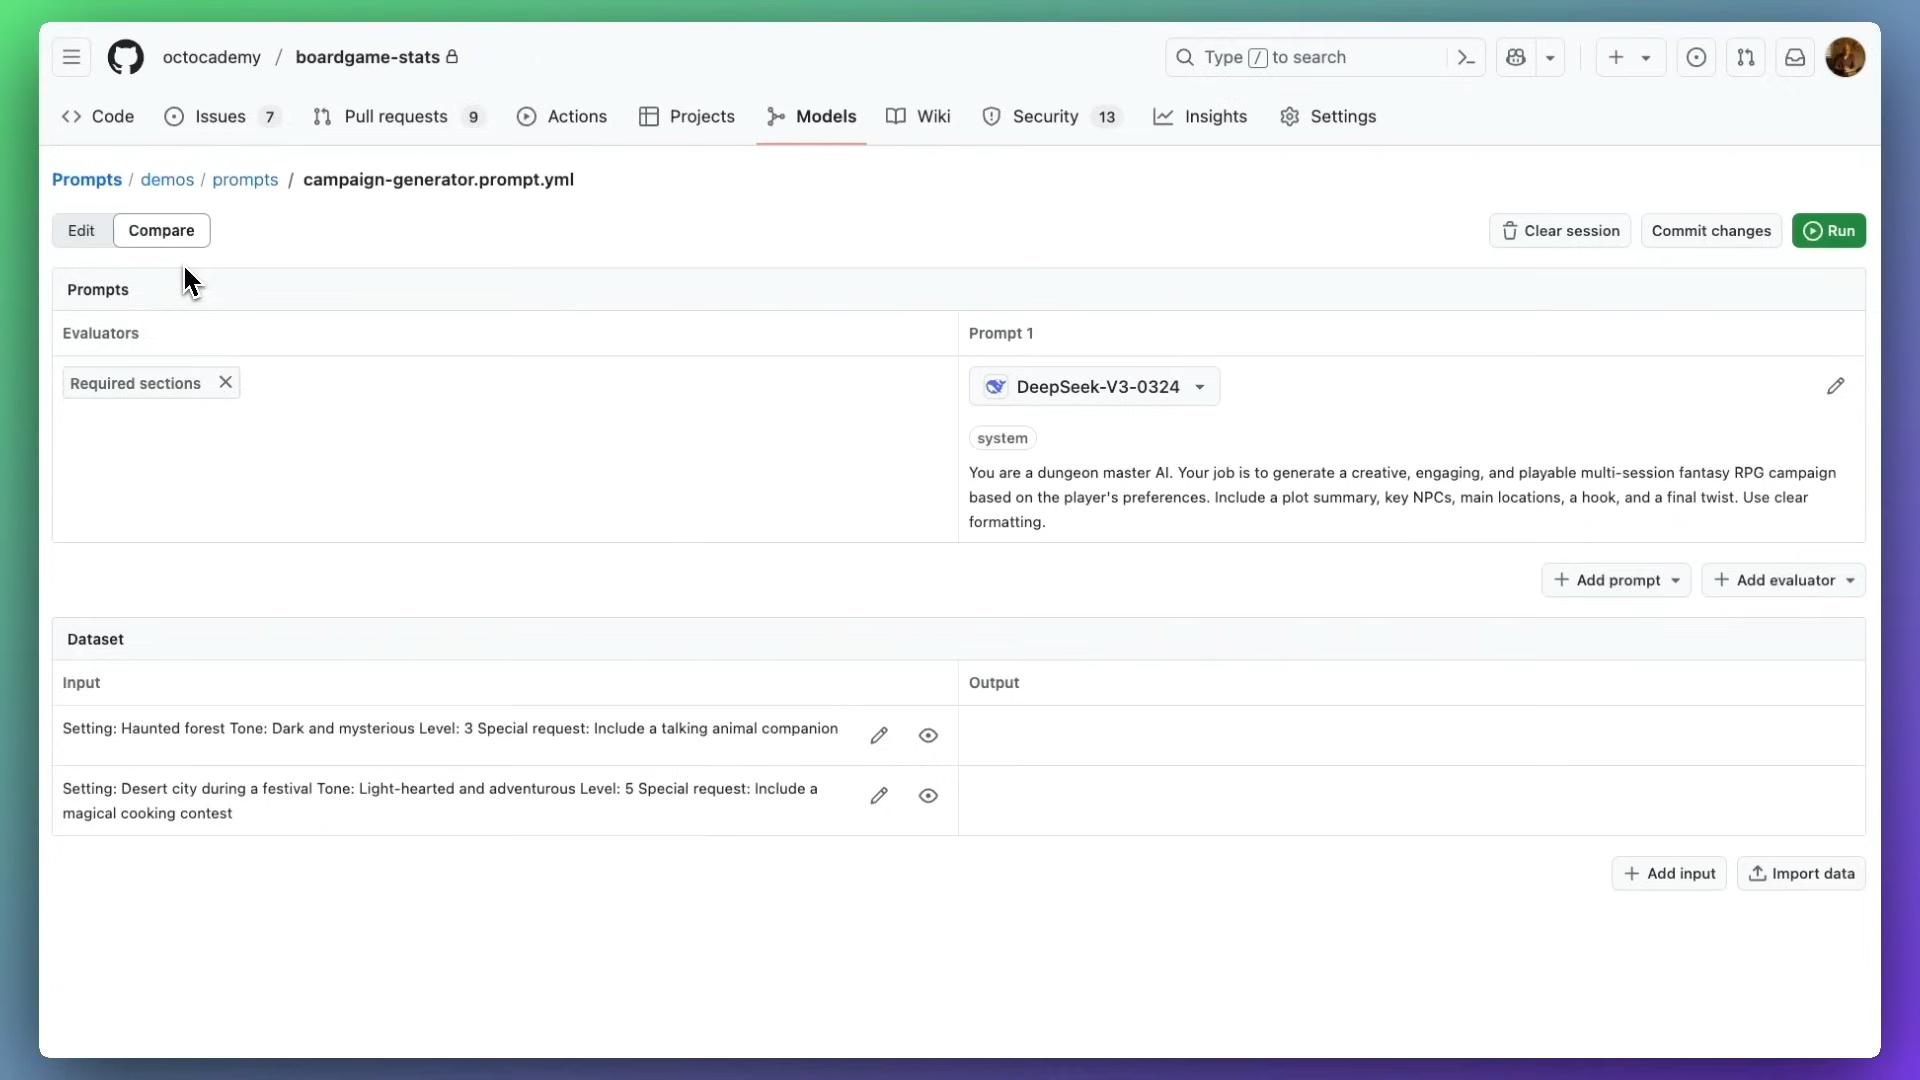 octocademy / boardgame-stats
Type / to search
Code
Issues 7
Pull requests 9
Actions
Projects
Models
Wiki
Security 13
Insights
Settings
Prompts / demos / prompts / campaign-generator.prompt.yml
Edit
Compare
Clear session
Commit changes
Run
Prompts
Evaluators
Prompt 1
Required sections
DeepSeek-V3-0324
system
You are a dungeon master AI. Your job is to generate a creative, engaging, and playable multi-session fantasy RPG campaign
based on the player's preferences. Include a plot summary, key NPCs, main locations, a hook, and a final twist. Use clear
formatting.
Add prompt
Add evaluator
Dataset
Input
Output
Setting: Haunted forest Tone: Dark and mysterious Level: 3 Special request: Include a talking animal companion
Setting: Desert city during a festival Tone: Light-hearted and adventurous Level: 5 Special request: Include a
magical cooking contest
Add input
Import data